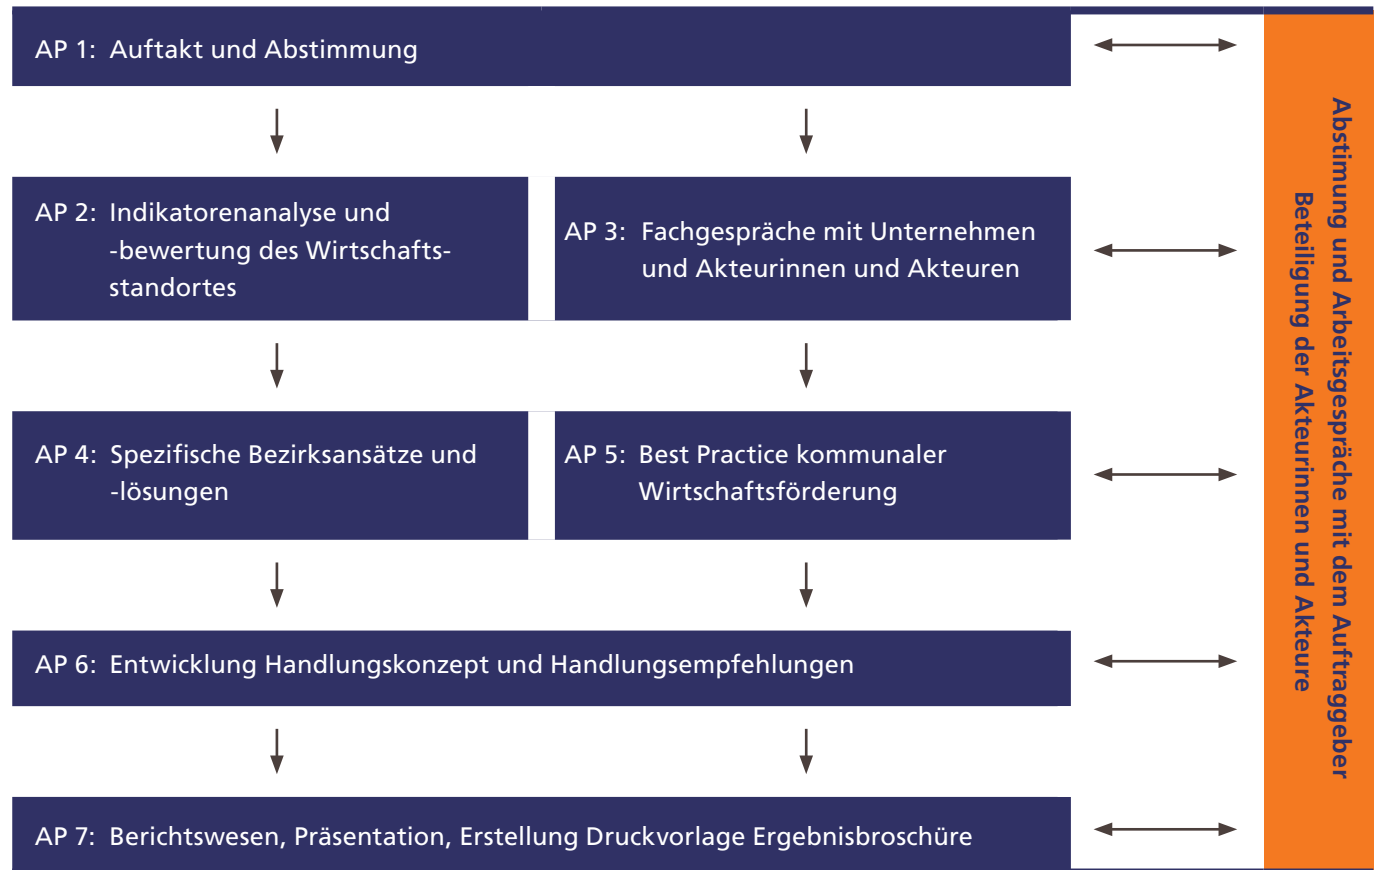 AP 1: Auftakt und Abstimmung
AP 2: Indikatorenanalyse und
-bewertung des Wirtschafts-
standortes
AP 3: Fachgespräche mit Unternehmen
und Akteurinnen und Akteuren
AP 4: Spezifische Bezirksansätze und
-lösungen
AP 5: Best Practice kommunaler
Wirtschaftsförderung
AP 6: Entwicklung Handlungskonzept und Handlungsempfehlungen
AP 7: Berichtswesen, Präsentation, Erstellung Druckvorlage Ergebnisbroschüre
Abstimung und Arbeitsgespräche mit dem Auftraggeber
Beteiligung der Akteurinnen und Akteure